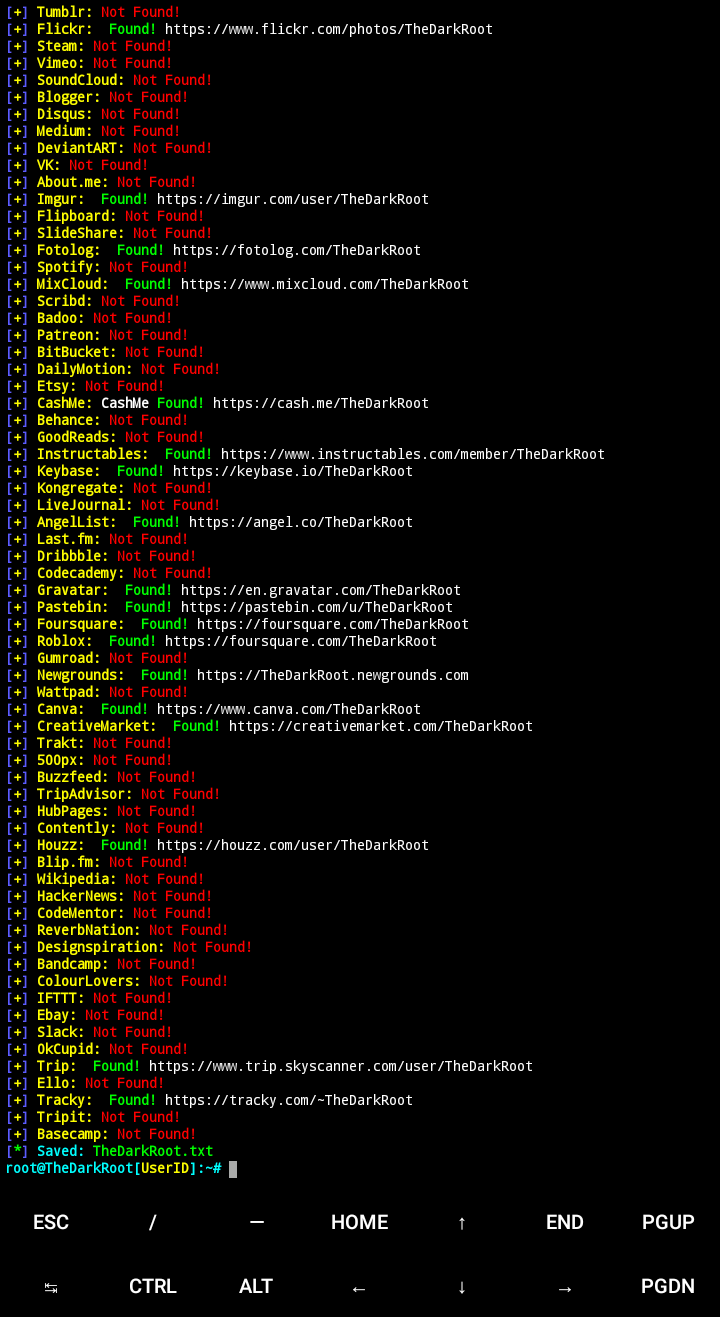 [+] Tumblr: Not Found!
[+] Flickr:  Found! https://www.flickr.com/photos/TheDarkRoot
[+] Steam: Not Found!
[+] Vimeo: Not Found!
[+] SoundCloud: Not Found!
[+] Blogger: Not Found!
[+] Disqus: Not Found!
[+] Medium: Not Found!
[+] DeviantART: Not Found!
[+] VK: Not Found!
[+] About.me: Not Found!
[+] Imgur:  Found! https://imgur.com/user/TheDarkRoot
[+] Flipboard: Not Found!
[+] SlideShare: Not Found!
[+] Fotolog:  Found! https://fotolog.com/TheDarkRoot
[+] Spotify: Not Found!
[+] MixCloud:  Found! https://www.mixcloud.com/TheDarkRoot
[+] Scribd: Not Found!
[+] Badoo: Not Found!
[+] Patreon: Not Found!
[+] BitBucket: Not Found!
[+] DailyMotion: Not Found!
[+] Etsy: Not Found!
[+] CashMe: CashMe Found! https://cash.me/TheDarkRoot
[+] Behance: Not Found!
[+] GoodReads: Not Found!
[+] Instructables:  Found! https://www.instructables.com/member/TheDarkRoot
[+] Keybase:  Found! https://keybase.io/TheDarkRoot
[+] Kongregate: Not Found!
[+] LiveJournal: Not Found!
[+] AngelList:  Found! https://angel.co/TheDarkRoot
[+] Last.fm: Not Found!
[+] Dribbble: Not Found!
[+] Codecademy: Not Found!
[+] Gravatar:  Found! https://en.gravatar.com/TheDarkRoot
[+] Pastebin:  Found! https://pastebin.com/u/TheDarkRoot
[+] Foursquare:  Found! https://foursquare.com/TheDarkRoot
[+] Roblox:  Found! https://foursquare.com/TheDarkRoot
[+] Gumroad: Not Found!
[+] Newgrounds:  Found! https://TheDarkRoot.newgrounds.com
[+] Wattpad: Not Found!
[+] Canva:  Found! https://www.canva.com/TheDarkRoot
[+] CreativeMarket:  Found! https://creativemarket.com/TheDarkRoot
[+] Trakt: Not Found!
[+] 500px: Not Found!
[+] Buzzfeed: Not Found!
[+] TripAdvisor: Not Found!
[+] HubPages: Not Found!
[+] Contently: Not Found!
[+] Houzz:  Found! https://houzz.com/user/TheDarkRoot
[+] Blip.fm: Not Found!
[+] Wikipedia: Not Found!
[+] HackerNews: Not Found!
[+] CodeMentor: Not Found!
[+] ReverbNation: Not Found!
[+] Designspiration: Not Found!
[+] Bandcamp: Not Found!
[+] ColourLovers: Not Found!
[+] IFTTT: Not Found!
[+] Ebay: Not Found!
[+] Slack: Not Found!
[+] OkCupid: Not Found!
[+] Trip:  Found! https://www.trip.skyscanner.com/user/TheDarkRoot
[+] Ello: Not Found!
[+] Tracky:  Found! https://tracky.com/~TheDarkRoot
[+] Tripit: Not Found!
[+] Basecamp: Not Found!
[*] Saved: TheDarkRoot.txt
root@TheDarkRoot[UserID]:~#
ESC / — HOME ↑ END PGUP
↹ CTRL ALT ← ↓ → PGDN